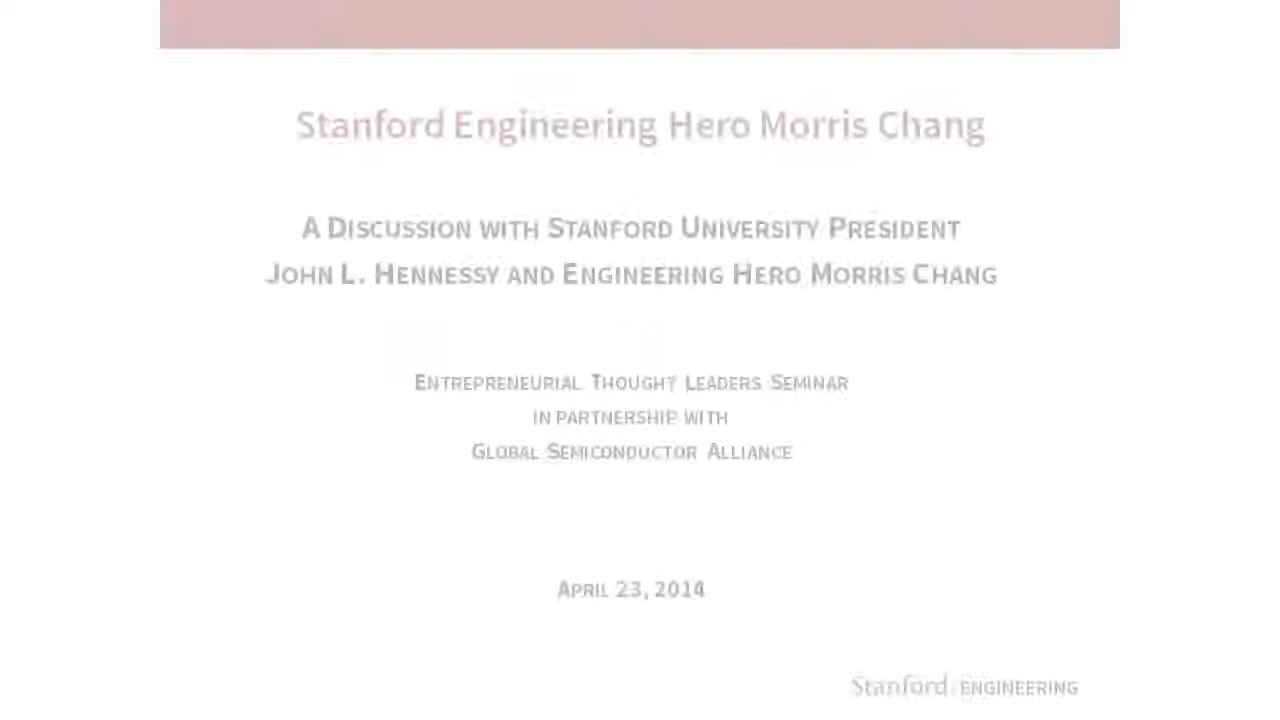 Stanford Engineering Hero Morris Chang
A Discussion with Stanford University President
John L. Hennessy and Engineering Hero Morris Chang
Entrepreneurial Thought Leaders Seminar
in partnership with
Global Semiconductor Alliance
April 23, 2014
Stanford ENGINEERING